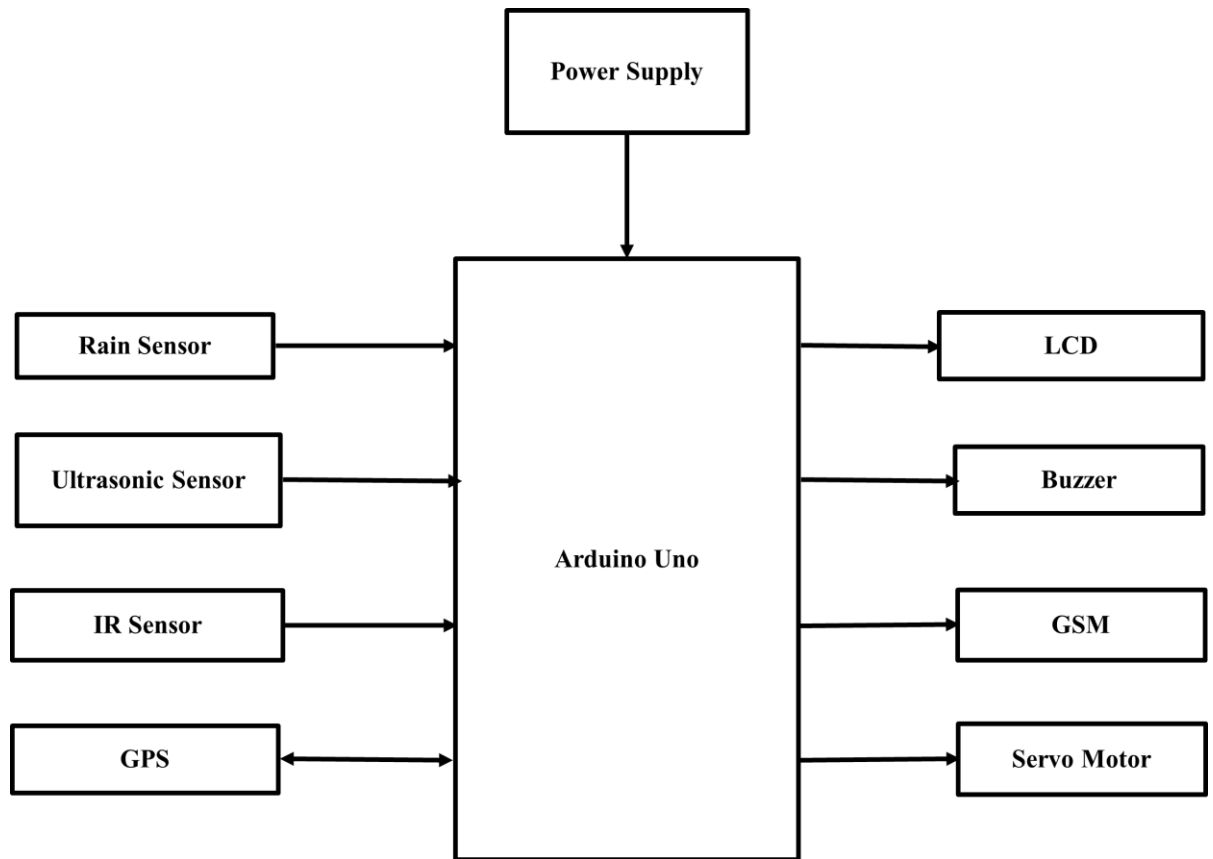 Power Supply
Rain Sensor
LCD
Ultrasonic Sensor
Buzzer
Arduino Uno
IR Sensor
GSM
GPS
Servo Motor